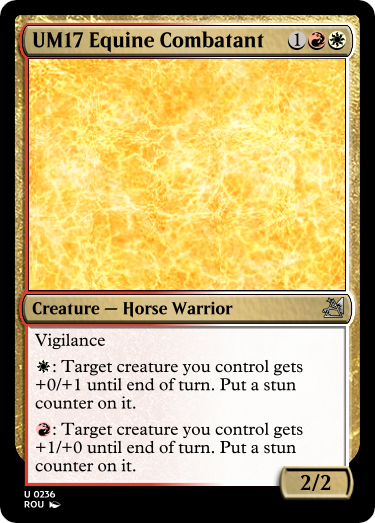 UM17 Equine Combatant 1
Creature — Horse Warrior
Vigilance
: Target creature you control gets
+0/+1 until end of turn. Put a stun
counter on it.
: Target creature you control gets
+1/+0 until end of turn. Put a stun
counter on it.
2/2
U 0236
ROU